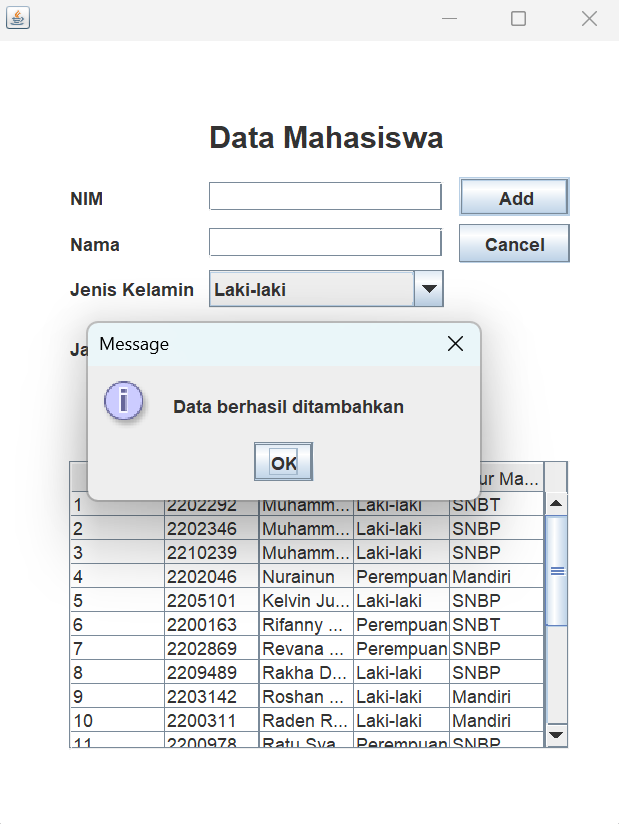 Data Mahasiswa
NIM Add
Nama Cancel
Jenis Kelamin Laki-laki
Ja
Message
Data berhasil ditambahkan
OK
ur Ma...
1 2202292 Muhamm... Laki-laki SNBT
2 2202346 Muhamm... Laki-laki SNBP
3 2210239 Muhamm... Laki-laki SNBP
4 2202046 Nurainun Perempuan Mandiri
5 2205101 Kelvin Ju... Laki-laki SNBP
6 2200163 Rifanny ... Perempuan SNBT
7 2202869 Revana ... Perempuan SNBP
8 2209489 Rakha D... Laki-laki SNBP
9 2203142 Roshan ... Laki-laki Mandiri
10 2200311 Raden R... Laki-laki Mandiri
11 2200978 Ratu Sya... Perempuan SNBP